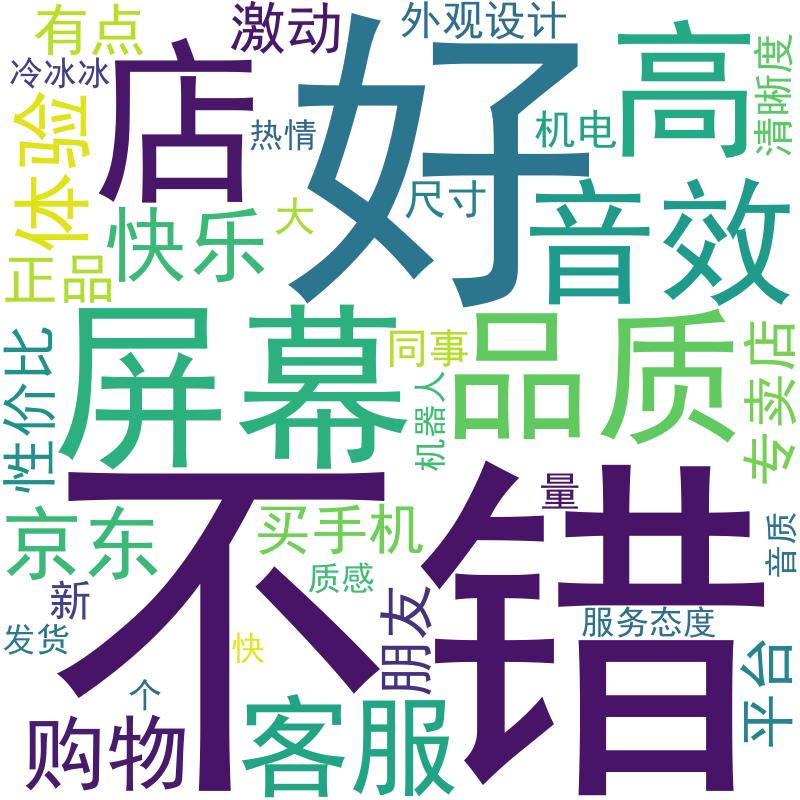 有点
激动
外观设计
冷冰冰
店
好
高
清晰度
热情
机电
体验
快乐
大
尺寸
音效
正品
屏幕
同事
品质
专卖店
性价比
机器人
不错
量
京东
买手机
音质
质感
新
朋友
服务态度
发货
快
平台
个
购物
客服